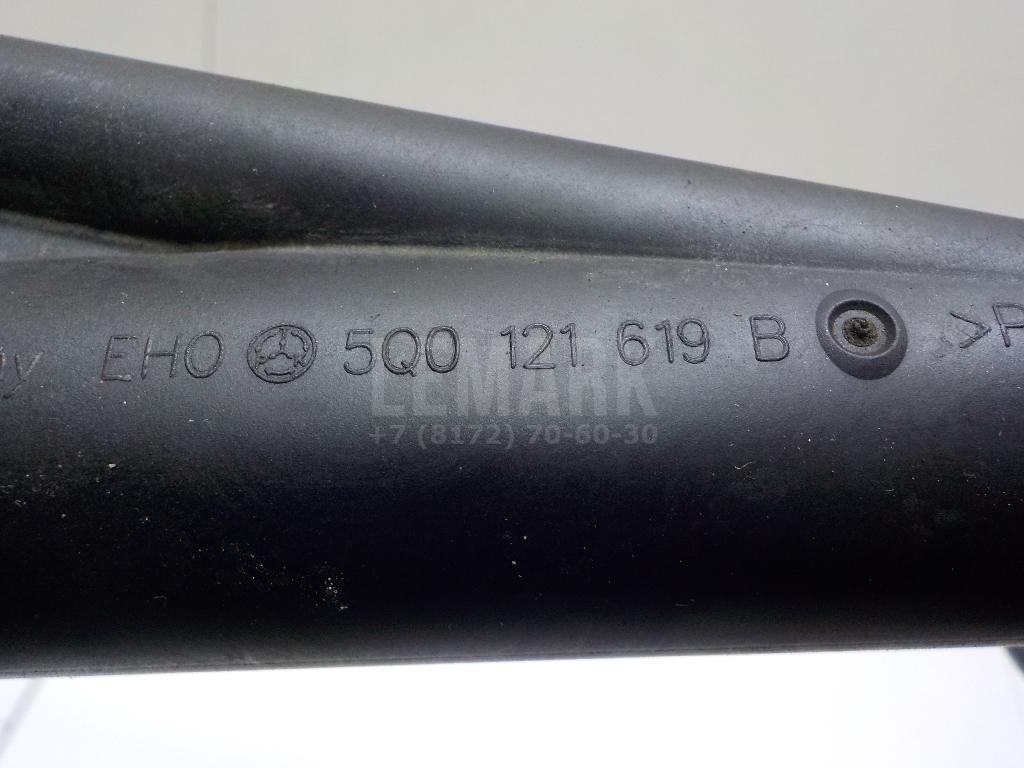 EHO 5Q0 121 619 B >P
LEMARK
+7 (8172) 70-60-30